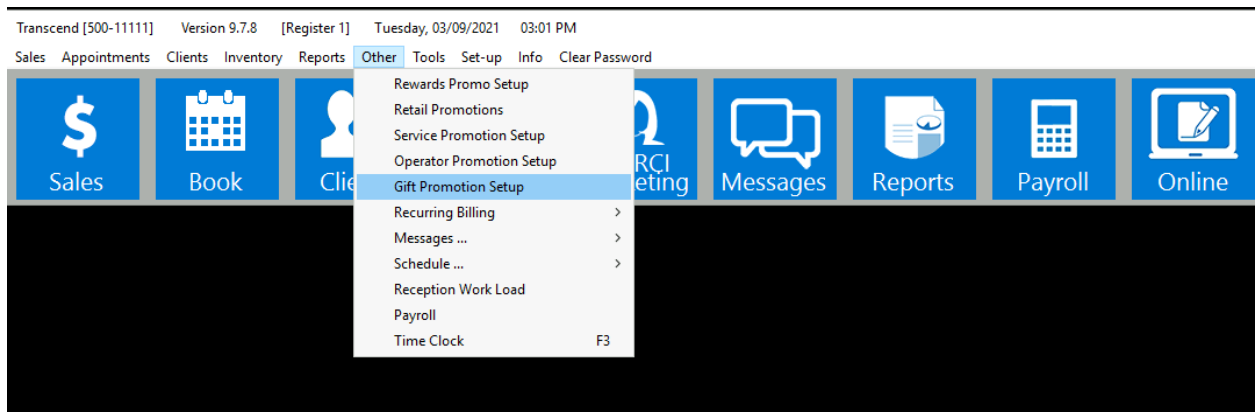 Transcend [500-11111] Version 9.7.8 [Register 1] Tuesday, 03/09/2021 03:01 PM
Sales Appointments Clients Inventory Reports Other Tools Set-up Info Clear Password
Rewards Promo Setup
Retail Promotions
Service Promotion Setup
Operator Promotion Setup
Gift Promotion Setup
Recurring Billing >
Messages ... >
Schedule ... >
Reception Work Load
Payroll
Time Clock F3
Sales Book Clie RCI eting Messages Reports Payroll Online